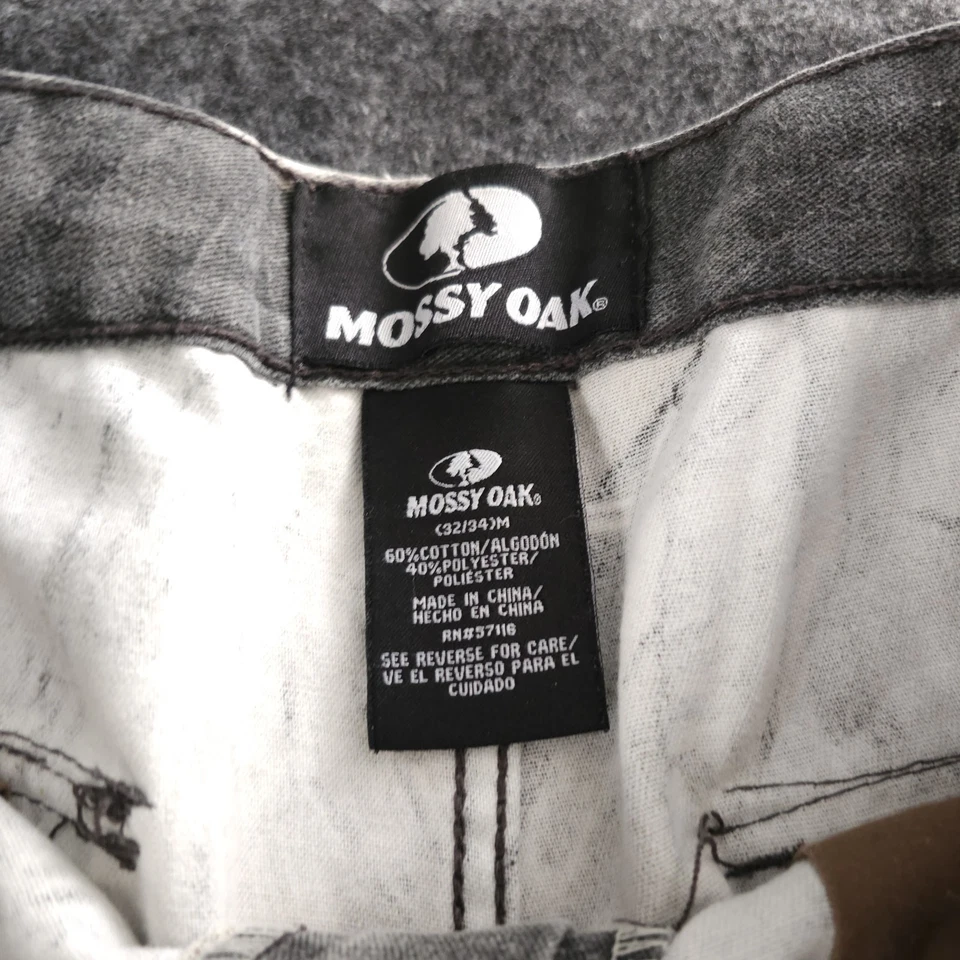 MOSSY OAK®
MOSSY OAK®
(32/34)M
60%COTTON/ALGODÓN
40%POLYESTER/
POLIÉSTER
MADE IN CHINA/
HECHO EN CHINA
RN#57116
SEE REVERSE FOR CARE/
VE EL REVERSO PARA EL
CUIDADO